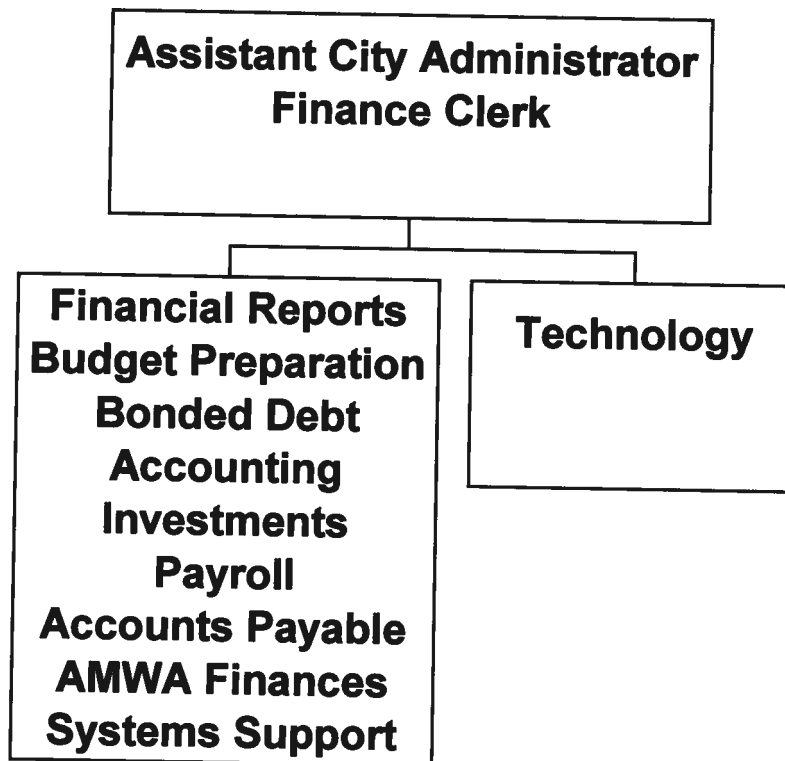 Assistant City Administrator
Finance Clerk
Financial Reports
Budget Preparation
Bonded Debt
Accounting
Investments
Payroll
Accounts Payable
AMWA Finances
Systems Support
Technology